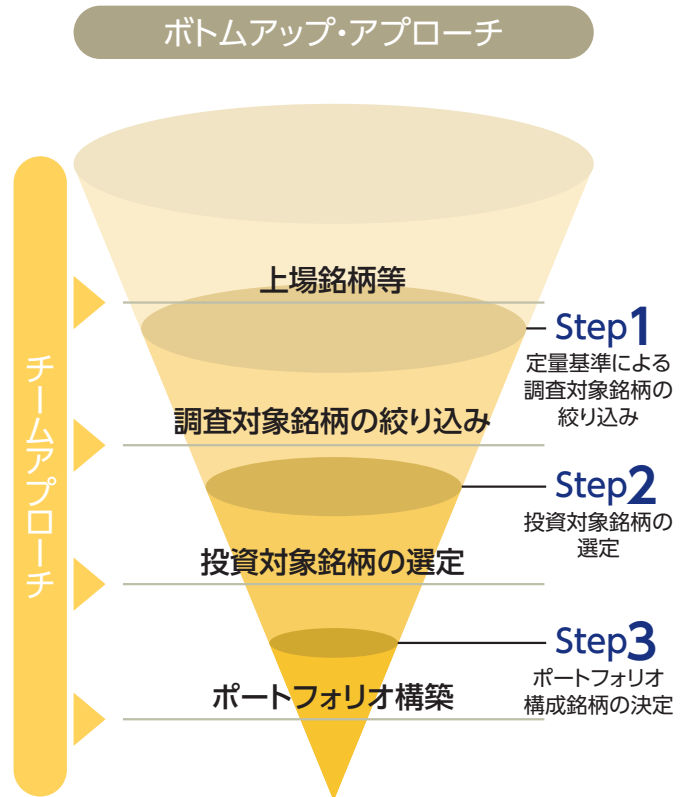 ボトムアップ・アプローチ
チームアプローチ
上場銘柄等
Step1
定量基準による
調査対象銘柄の
絞り込み
調査対象銘柄の絞り込み
Step2
投資対象銘柄の
選定
投資対象銘柄の選定
Step3
ポートフォリオ
構成銘柄の決定
ポートフォリオ構築